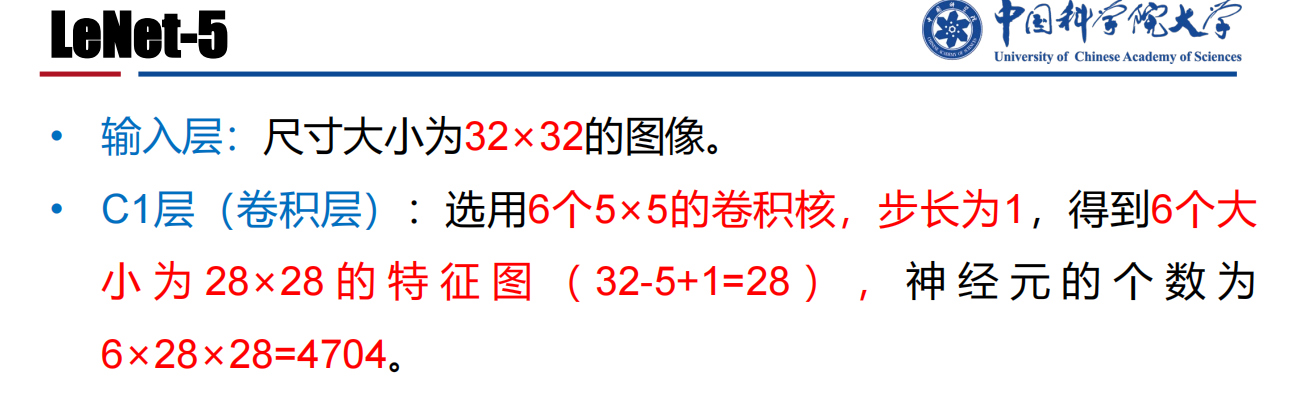 LeNet-5
中国科学院大学
University of Chinese Academy of Sciences
• 输入层：尺寸大小为32×32的图像。
• C1层（卷积层）：选用6个5×5的卷积核，步长为1，得到6个大
小为28×28的特征图（32-5+1=28），神经元的个数为
6×28×28=4704。